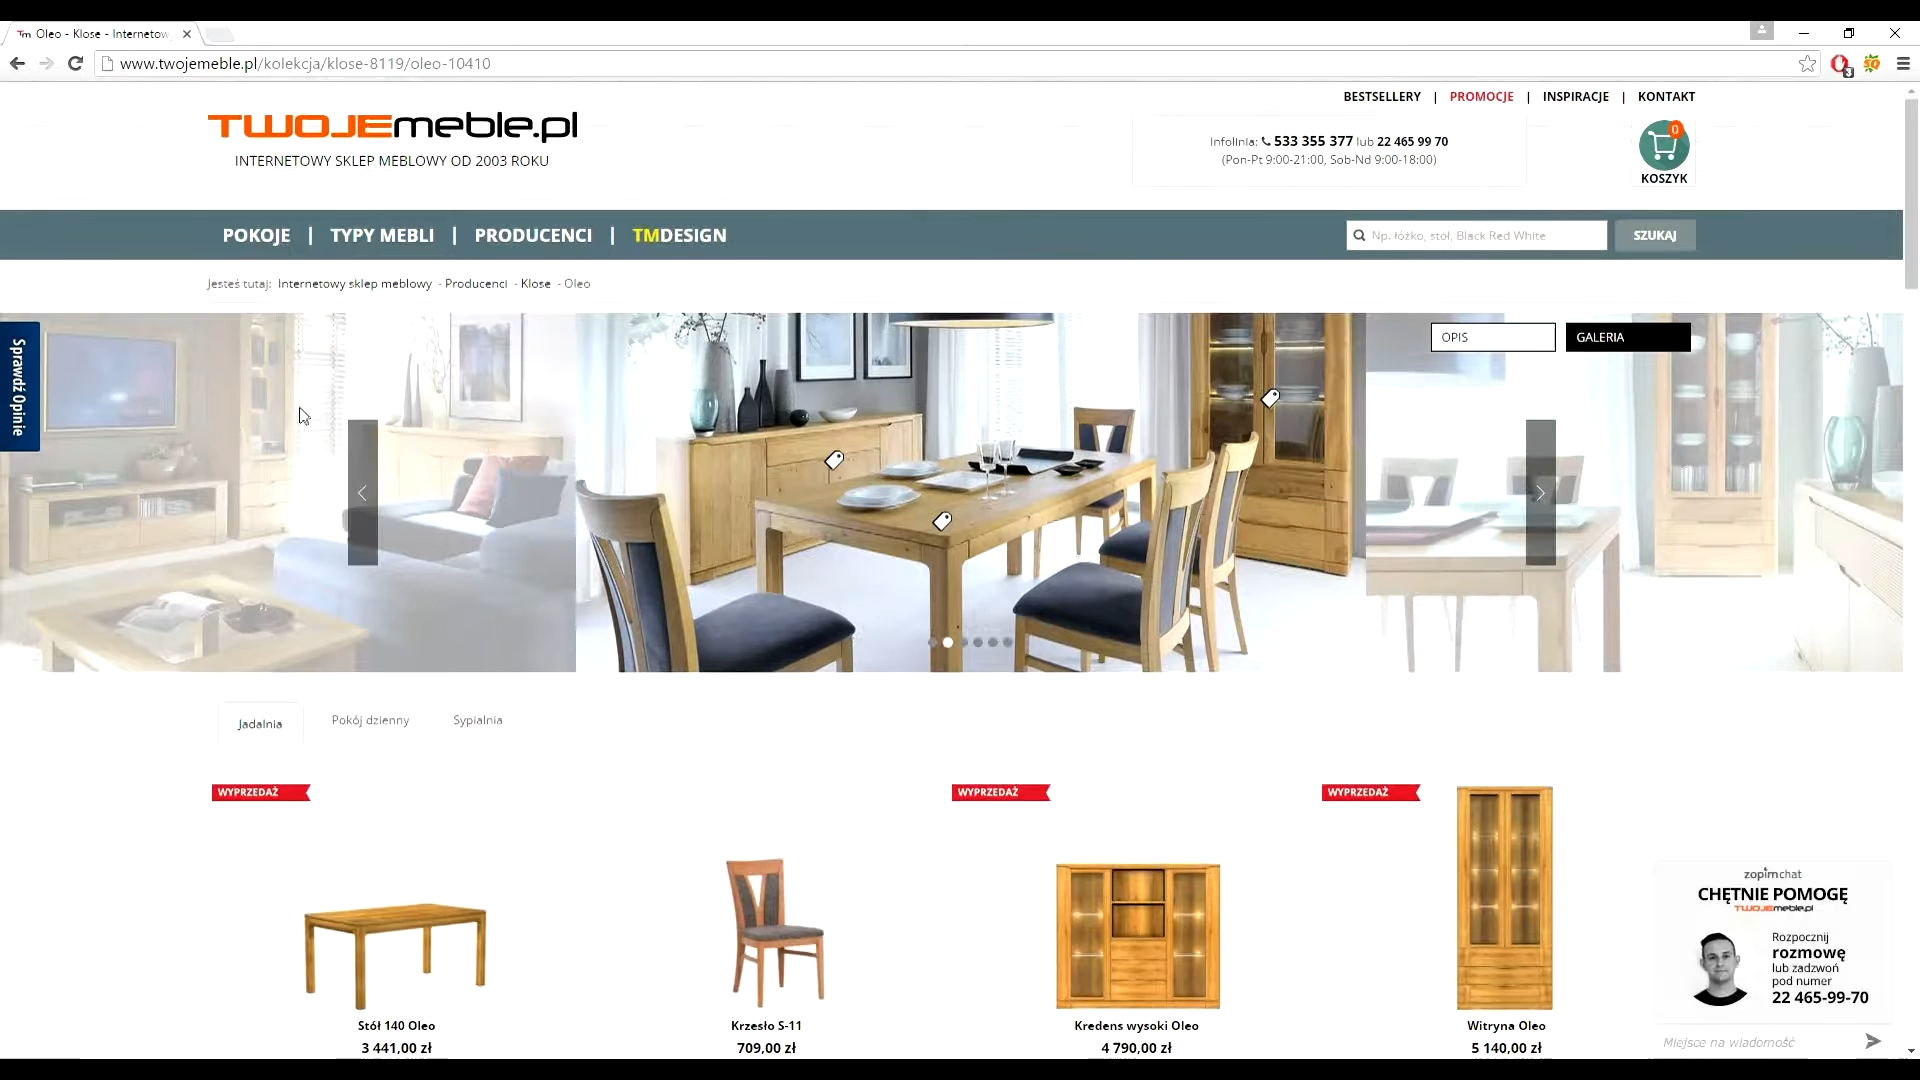 Tm Oleo - Klose - Internetow
www.twojemeble.pl/kolekcja/klose-8119/oleo-10410
3
BESTSELLERY | PROMOCJE | INSPIRACJE | KONTAKT
TWOJEmeble.pl
INTERNETOWY SKLEP MEBLOWY OD 2003 ROKU
Infolinia: 533 355 377 lub 22 465 99 70
(Pon-Pt 9:00-21:00, Sob-Nd 9:00-18:00)
0
KOSZYK
POKOJE | TYPY MEBLI | PRODUCENCI | TMDESIGN
Np. łóżko, stół, Black Red White
SZUKAJ
Jesteś tutaj: Internetowy sklep meblowy - Producenci - Klose - Oleo
Sprawdź Opinie
OPIS
GALERIA
Jadalnia
Pokój dzienny
Sypialnia
WYPRZEDAŻ
WYPRZEDAŻ
WYPRZEDAŻ
Stół 140 Oleo
3 441,00 zł
Krzesło S-11
709,00 zł
Kredens wysoki Oleo
4 790,00 zł
Witryna Oleo
5 140,00 zł
zopim chat
CHĘTNIE POMOGĘ
TWOJEmeble.pl
Rozpocznij
rozmowę
lub zadzwoń
pod numer
22 465-99-70
Miejsce na wiadomość